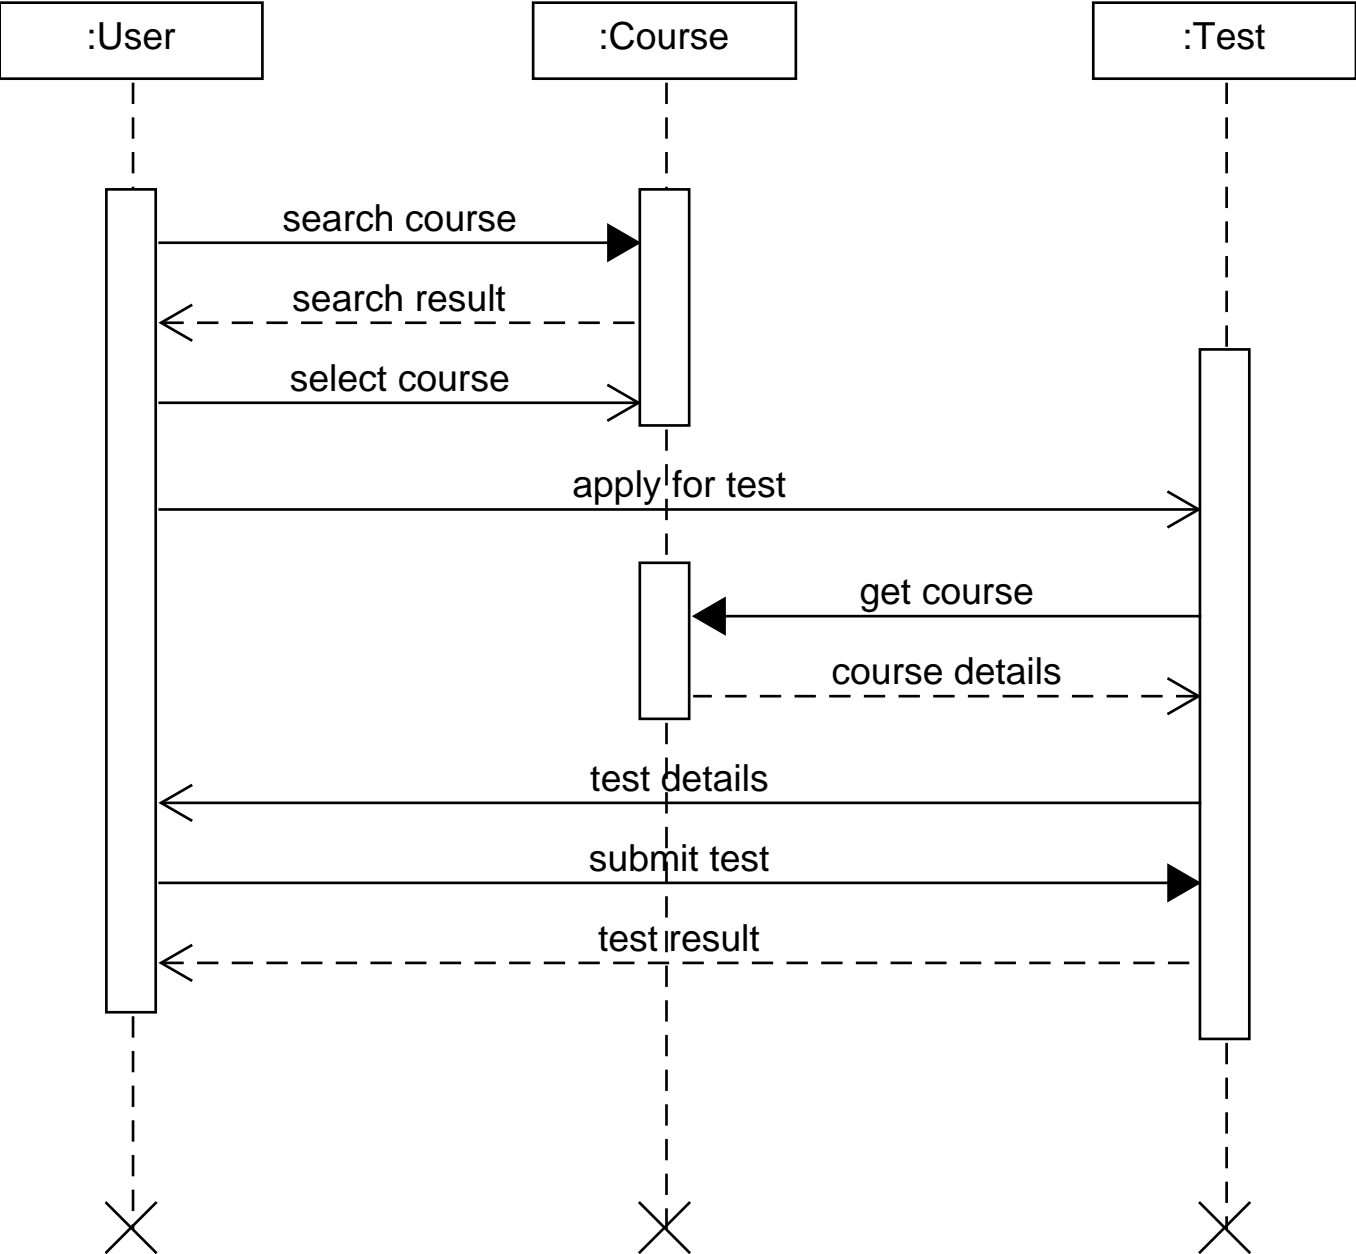 :User
:Course
:Test
search course
search result
select course
apply for test
get course
course details
test details
submit test
test result